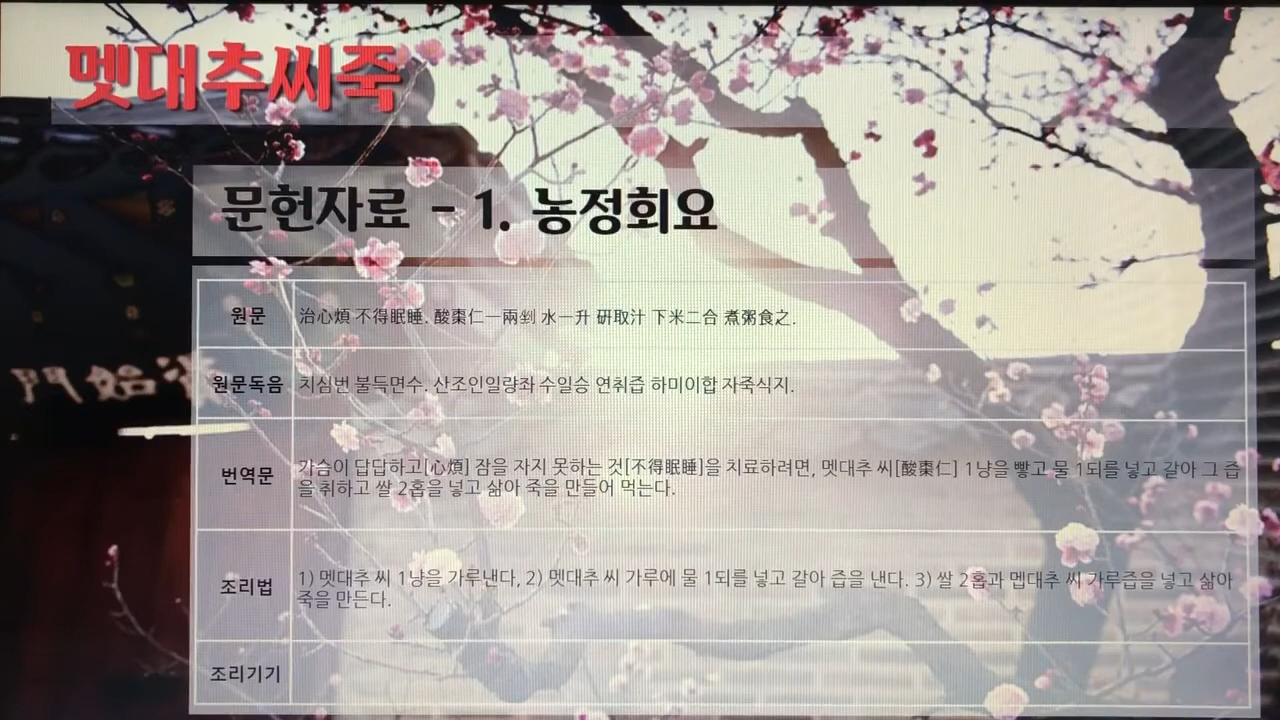 멧대추씨죽
문헌자료 - 1. 농정회요
원문
治心煩 不得眠睡. 酸棗仁一兩剉 水一升 硏取汁 下米二合 煮粥食之.
원문독음
치심번 불득면수. 산조인일량좌 수일승 연취즙 하미이합 자죽식지.
번역문
가슴이 답답하고[心煩] 잠을 자지 못하는 것[不得眠睡]을 치료하려면, 멧대추 씨[酸棗仁] 1냥을 빻고 물 1되를 넣고 갈아 그 즙
을 취하고 쌀 2홉을 넣고 삶아 죽을 만들어 먹는다.
조리법
1) 멧대추 씨 1냥을 가루낸다, 2) 멧대추 씨 가루에 물 1되를 넣고 갈아 즙을 낸다. 3) 쌀 2홉과 멥대추 씨 가루즙을 넣고 삶아
죽을 만든다.
조리기기
門 始